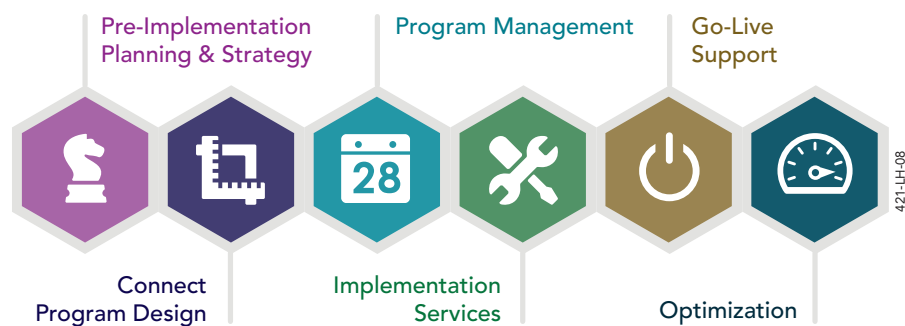 Pre-Implementation
Planning & Strategy
Program Management
Go-Live
Support
28
421-LH-08
Connect
Program Design
Implementation
Services
Optimization